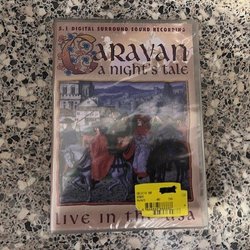 5.1 DIGITAL SURROUND SOUND RECORDING
CARAVAN
A NIGHT'S TALE
LIVE IN THE